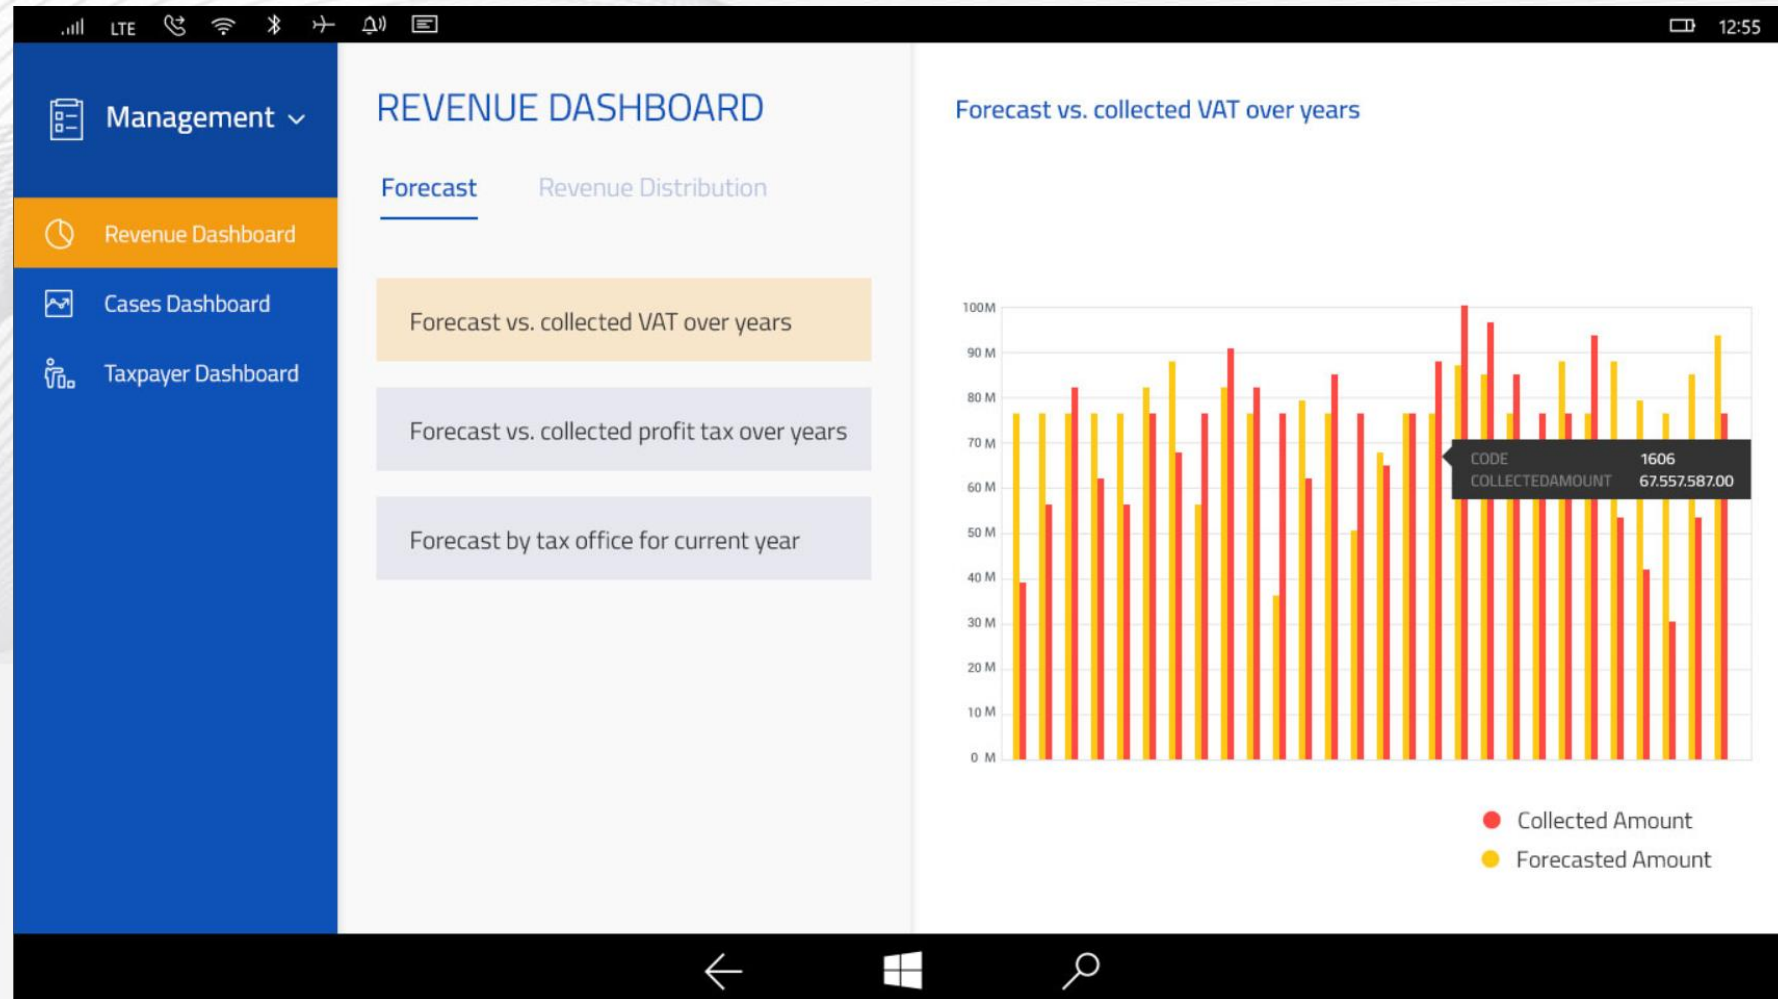 LTE
12:55
Management
Revenue Dashboard
Cases Dashboard
Taxpayer Dashboard
REVENUE DASHBOARD
Forecast Revenue Distribution
Forecast vs. collected VAT over years
Forecast vs. collected profit tax over years
Forecast by tax office for current year
Forecast vs. collected VAT over years
100M
90 M
80 M
70 M
60 M
50 M
40 M
30 M
20 M
10 M
0 M
CODE 1606
COLLECTEDAMOUNT 67.557.587.00
Collected Amount
Forecasted Amount